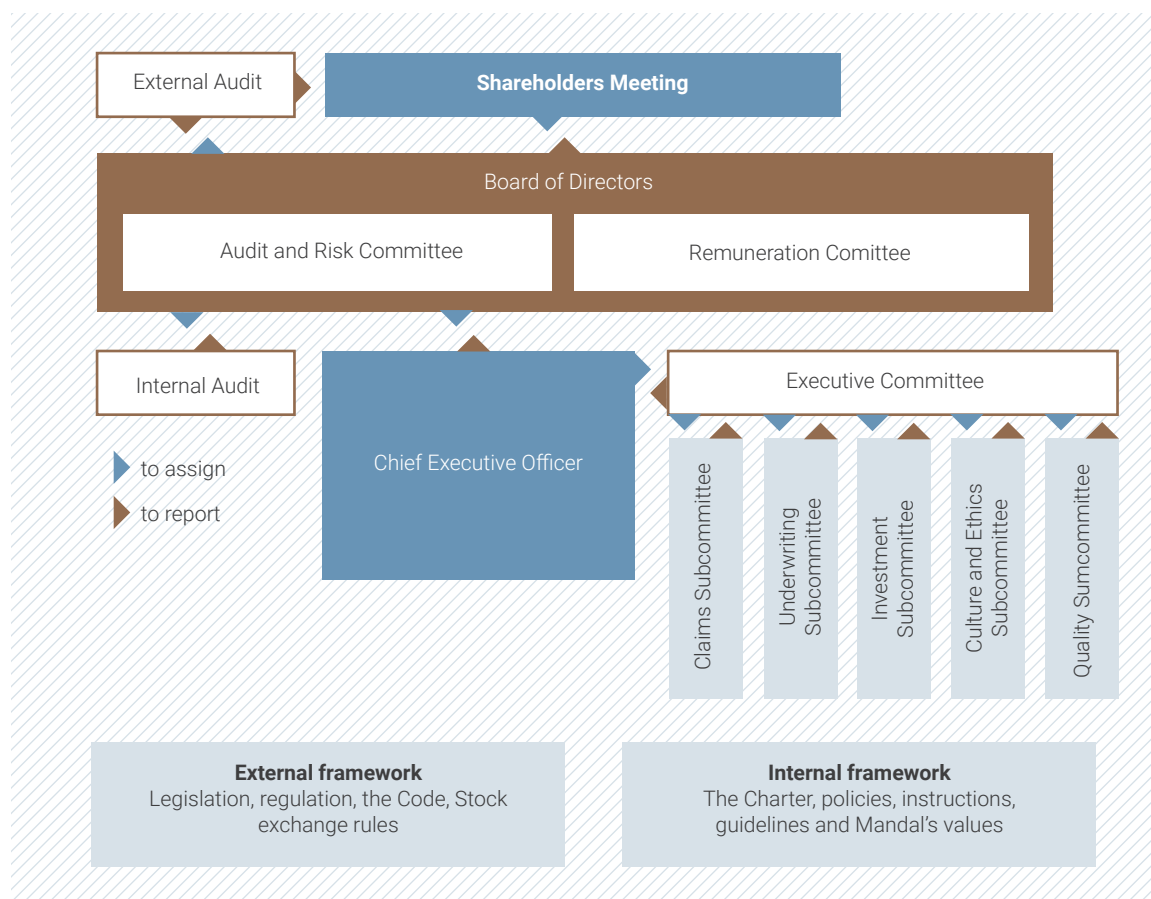 External Audit
Shareholders Meeting
Board of Directors
Audit and Risk Committee
Remuneration Comittee
Internal Audit
Chief Executive Officer
Executive Committee
to assign
to report
Claims Subcommittee
Underwriting
Subcommittee
Investment
Subcommittee
Culture and Ethics
Subcommittee
Quality Sumcommittee
External framework
Legislation, regulation, the Code, Stock
exchange rules
Internal framework
The Charter, policies, instructions,
guidelines and Mandal's values